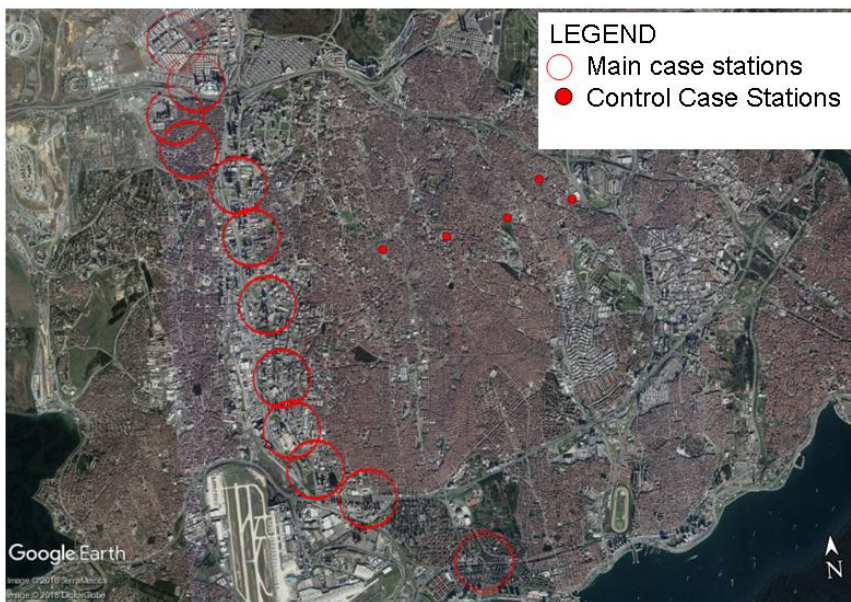 LEGEND
Main case stations
Control Case Stations
Google Earth
Image © 2018 TerraMetrics
Image © 2018 DigitalGlobe
N